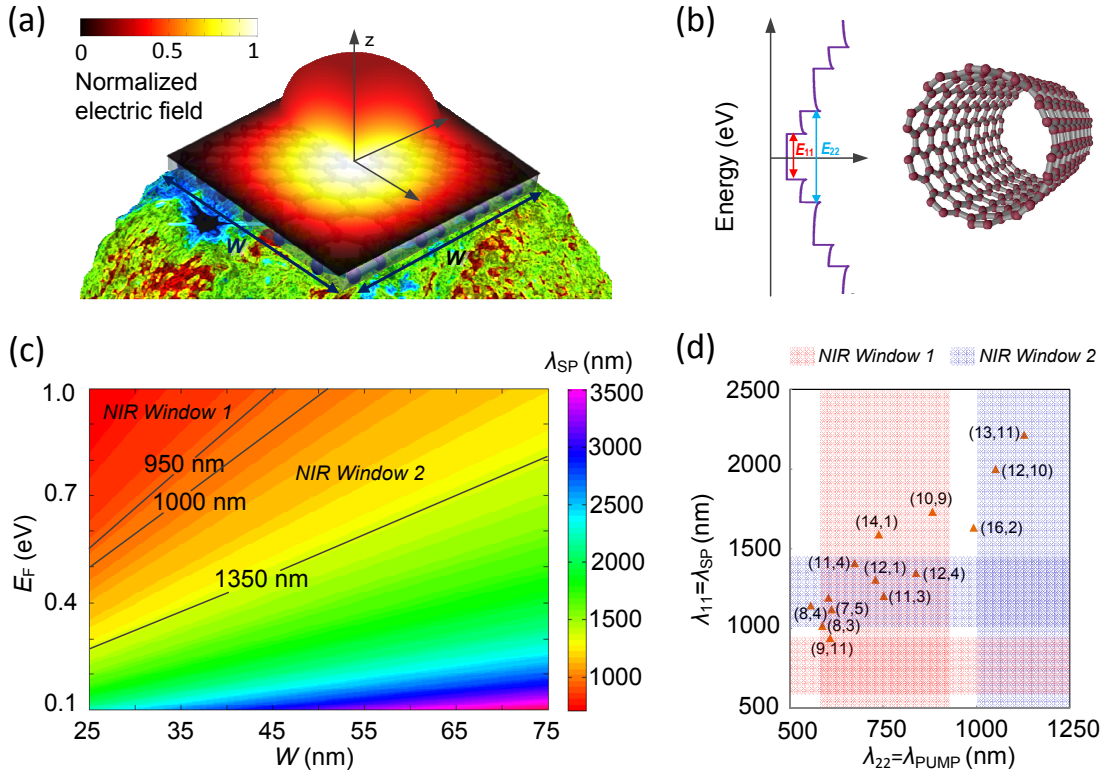 (a)
0 0.5 1
Normalized
electric field
z
W
W
(b)
Energy (eV)
E11
E22
(c)
λSP (nm)
NIR Window 1
950 nm
1000 nm
NIR Window 2
1350 nm
1.0
0.7
0.4
0.1
EF (eV)
25 35 45 55 65 75
W (nm)
3500
3000
2500
2000
1500
1000
(d)
NIR Window 1
NIR Window 2
2500
2000
1500
1000
500
λ11=λSP (nm)
(13,11)
(12,10)
(10,9)
(16,2)
(14,1)
(11,4)
(12,1)
(12,4)
(11,3)
(8,4)
(7,5)
(8,3)
(9,11)
500 750 1000 1250
λ22=λPUMP (nm)